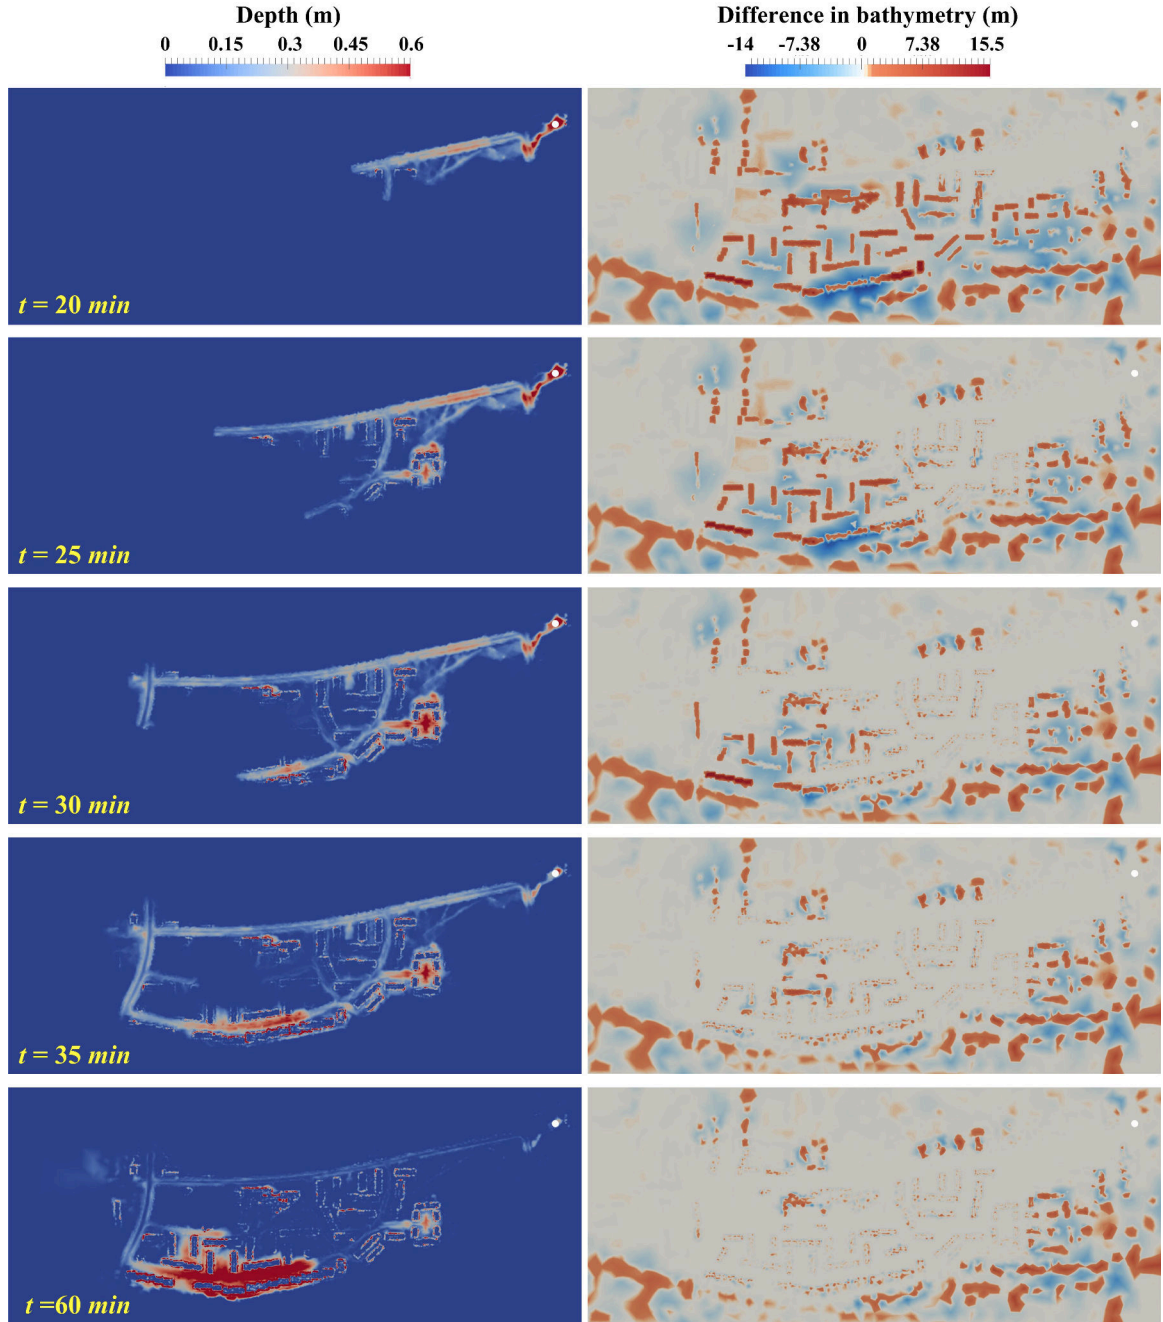 Depth (m)
0 0.15 0.3 0.45 0.6
Difference in bathymetry (m)
-14 -7.38 0 7.38 15.5
t = 20 min
t = 25 min
t = 30 min
t = 35 min
t =60 min